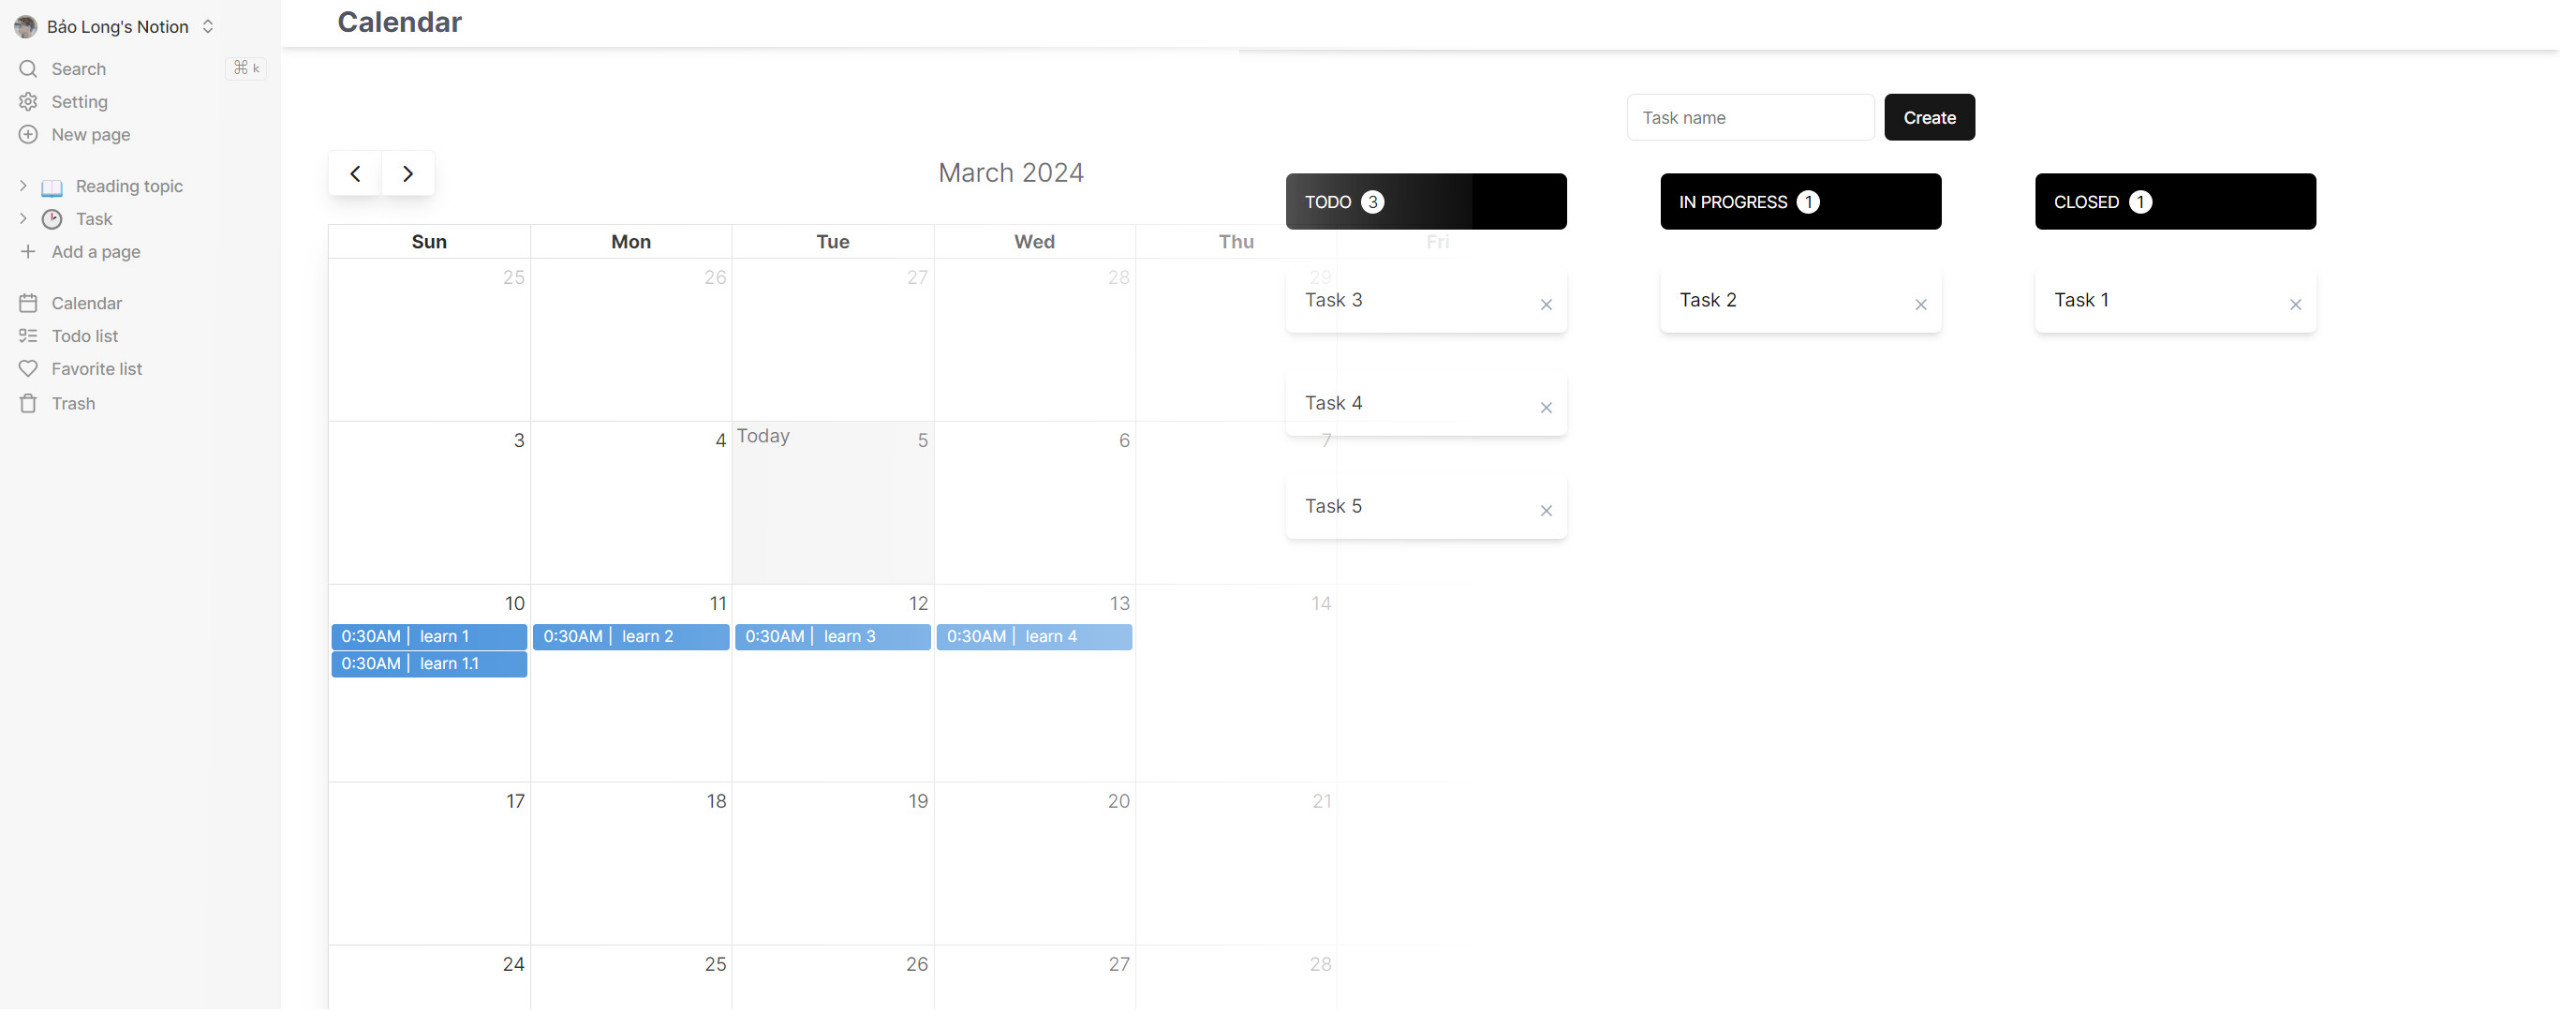 Bảo Long's Notion
Search
⌘ k
Setting
New page
Reading topic
Task
Add a page
Calendar
Todo list
Favorite list
Trash
Calendar
March 2024
Sun Mon Tue Wed Thu Fri
25 26 27 28 29
3 4 Today 5 6 7
10 11 12 13 14
0:30AM | learn 1
0:30AM | learn 1.1
0:30AM | learn 2
0:30AM | learn 3
0:30AM | learn 4
17 18 19 20 21
24 25 26 27 28
Task name
Create
TODO 3
Task 3
Task 4
Task 5
IN PROGRESS 1
Task 2
CLOSED 1
Task 1